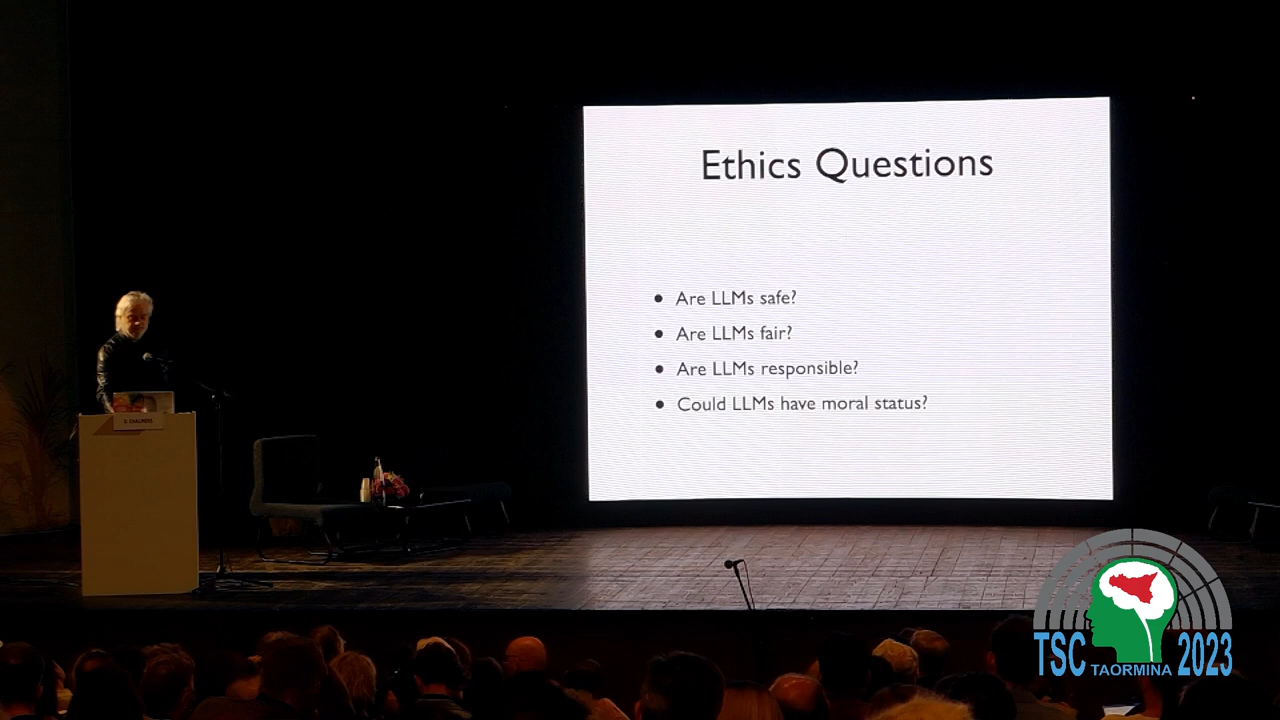 Ethics Questions
• Are LLMs safe?
• Are LLMs fair?
• Are LLMs responsible?
• Could LLMs have moral status?
D. CHALMERS
TSC TAORMINA 2023